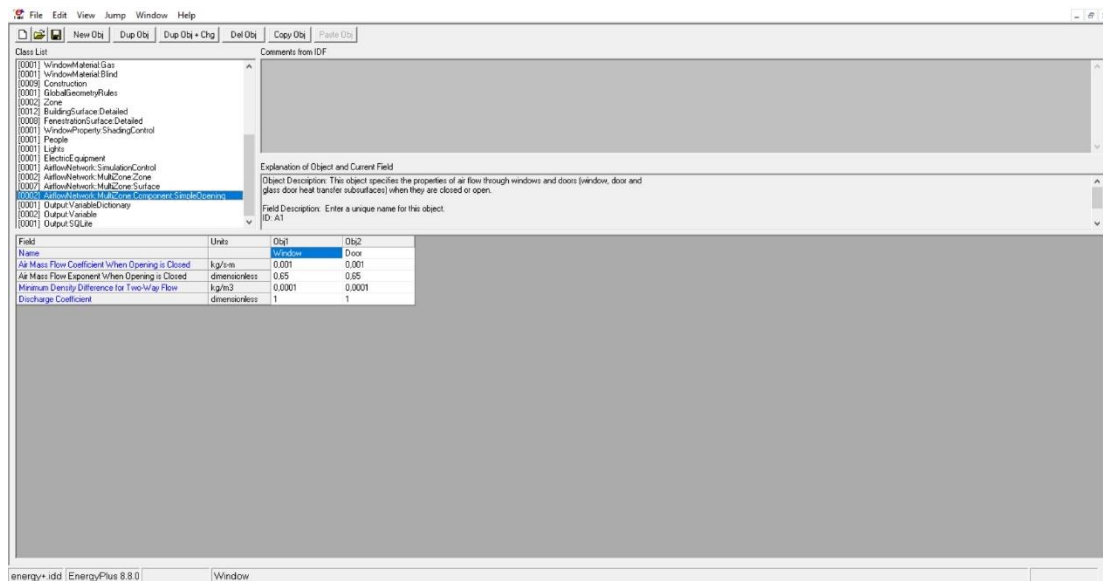 File Edit View Jump Window Help
New Obj Dup Obj Dup Obj + Chg Del Obj Copy Obj Paste Obj
Class List
Comments from IDF
[0001] WindowMaterial:Gas
[0001] WindowMaterial:Blind
[0009] Construction
[0001] GlobalGeometryRules
[0002] Zone
[0012] BuildingSurface:Detailed
[0008] FenestrationSurface:Detailed
[0001] WindowProperty:ShadingControl
[0001] People
[0001] Lights
[0001] ElectricEquipment
[0001] AirflowNetwork:SimulationControl
[0002] AirflowNetwork:MultiZone:Zone
[0007] AirflowNetwork:MultiZone:Surface
[0002] AirflowNetwork:MultiZone:Component:SimpleOpening
[0001] Output:VariableDictionary
[0002] Output:Variable
[0001] Output:SQLite
Explanation of Object and Current Field
Object Description: This object specifies the properties of air flow through windows and doors (window, door and
glass door heat transfer subsurfaces) when they are closed or open.
Field Description: Enter a unique name for this object.
ID: A1
Field Units Obj1 Obj2
Name Window Door
Air Mass Flow Coefficient When Opening is Closed kg/s-m 0,001 0,001
Air Mass Flow Exponent When Opening is Closed dimensionless 0,65 0,65
Minimum Density Difference for Two-Way Flow kg/m3 0,0001 0,0001
Discharge Coefficient dimensionless 1 1
energy+.idd EnergyPlus 8.8.0 Window